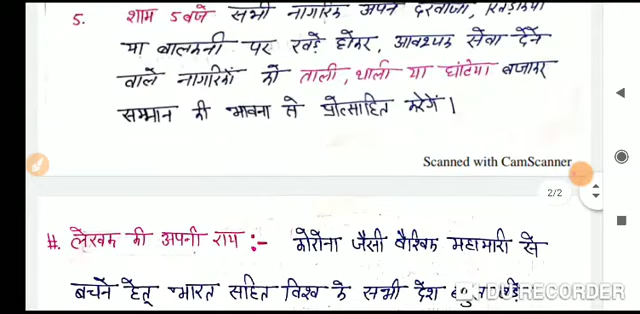 5. शाम 5 बजे सभी नागरिक अपने दरवाजा, खिड़कियां
या बालकनी पर खड़े होकर, आवश्यक सेवा देने
वाले नागरिकों को ताली, थाली या घंटिया बजाकर
सम्मान की भावना से प्रोत्साहित करेगें।
Scanned with CamScanner
2/2
#. लेखक की अपनी राय :- कोरोना जैसी वैश्विक महामारी से
बचने हेतू भारत सहित विश्व के सभी देश
DU RECORDER